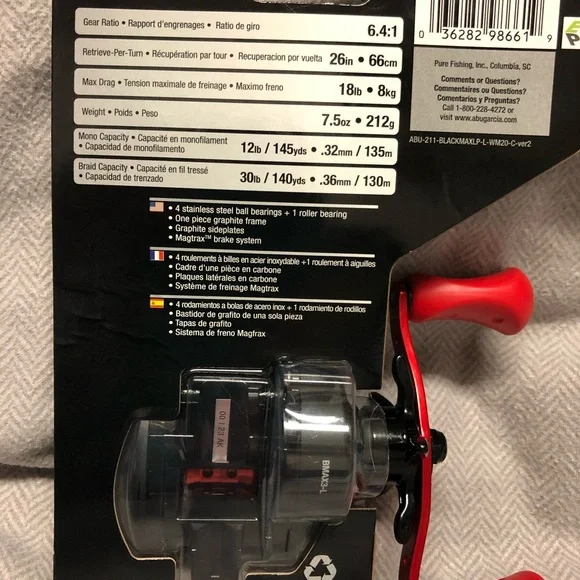 Gear Ratio • Rapport d'engrenages • Ratio de giro 6.4:1
Retrieve-Per-Turn • Récupération par tour • Recuperacion por vuelta 26in • 66cm
Max Drag • Tension maximale de freinage • Maximo freno 18lb • 8kg
Weight • Poids • Peso 7.5oz • 212g
Mono Capacity • Capacité en monofilament
• Capacidad de monofilamento 12lb / 145yds • .32mm / 135m
Braid Capacity • Capacité en fil tressé
• Capacidad de trenzado 30lb / 140yds • .36mm / 130m
• 4 stainless steel ball bearings + 1 roller bearing
• One piece graphite frame
• Graphite sideplates
• Magtrax™ brake system
• 4 roulements à billes en acier inoxydable +1 roulement à aiguilles
• Cadre d'une pièce en carbone
• Plaques latérales en carbone
• Système de freinage Magtrax
• 4 rodamientos a bolas de acero inox + 1 rodamiento de rodillos
• Bastidor de grafito de una sola pieza
• Tapas de grafito
• Sistema de freno Magfrax
0 36282 98661 9
Pure Fishing, Inc., Columbia, SC
Comments or Questions?
Commentaires ou Questions?
Comentarios y Preguntas?
Call 1-800-228-4272 or
visit www.abugarcia.com
ABU-211-BLACKMAXLP-L-WM20-C-ver2
BMAX3-L